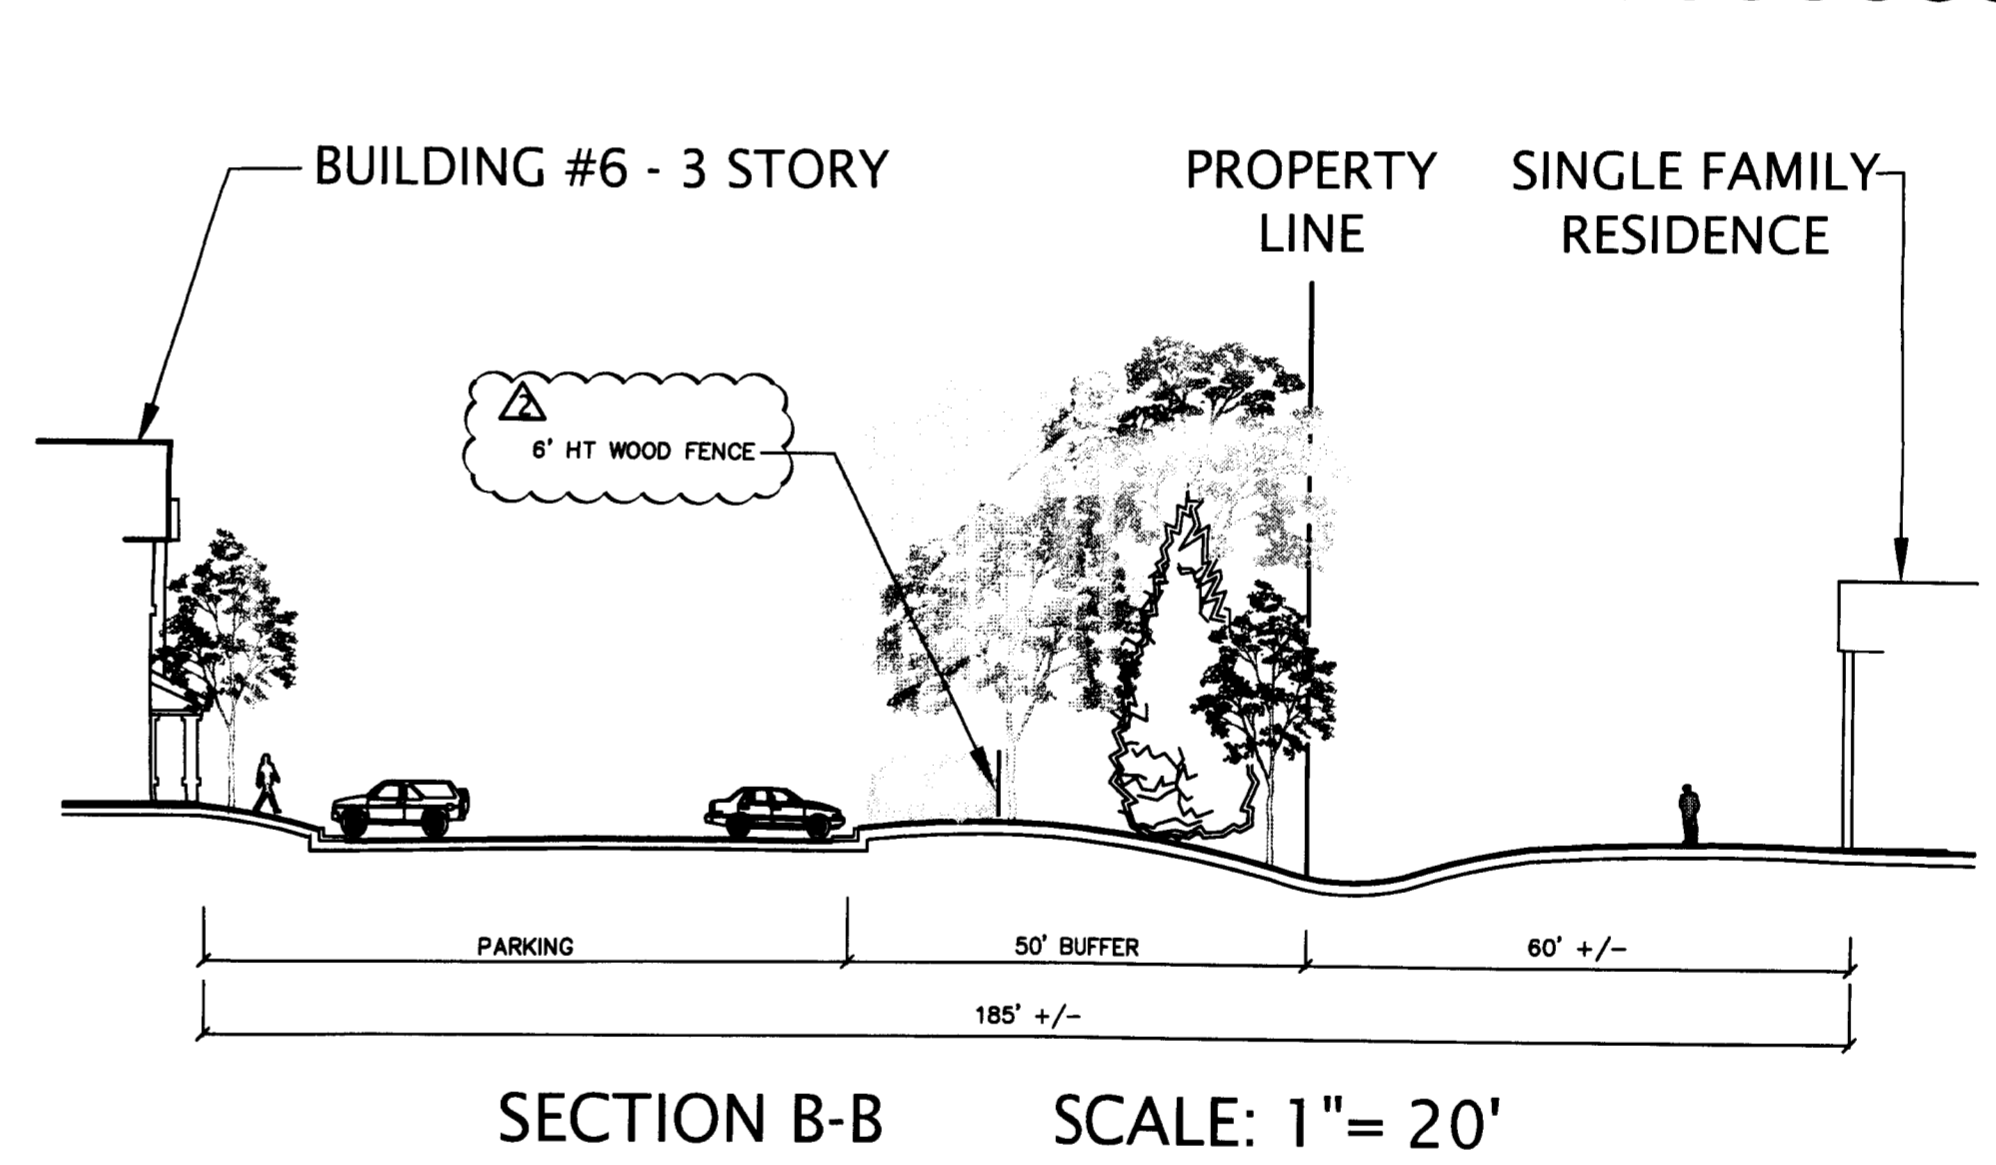 BUILDING #6 - 3 STORY
PROPERTY
LINE
SINGLE FAMILY
RESIDENCE
2
6' HT WOOD FENCE
PARKING
50' BUFFER
60' +/-
185' +/-
SECTION B-B
SCALE: 1"= 20'